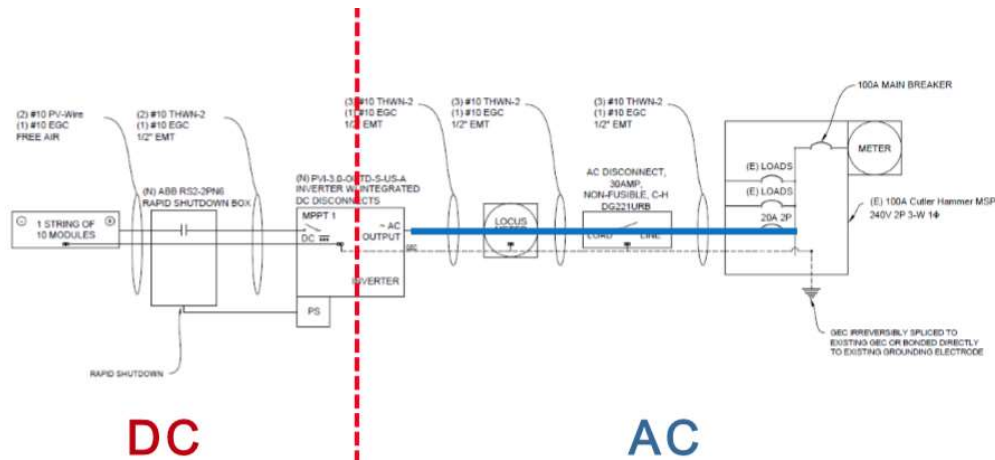 (2) #10 PV-Wire
(1) #10 EGC
FREE AIR
(2) #10 THWN-2
(1) #10 EGC
1/2" EMT
(3) #10 THWN-2
(1) #10 EGC
1/2" EMT
(3) #10 THWN-2
(1) #10 EGC
1/2" EMT
(3) #10 THWN-2
(1) #10 EGC
1/2" EMT
100A MAIN BREAKER
METER
(N) ABB RS2-2PN6
RAPID SHUTDOWN BOX
INVERTER W/ INTEGRATED
DC DISCONNECTS
AC DISCONNECT,
30AMP,
NON-FUSIBLE, C-H
DG221URB
(E) LOADS
(E) LOADS
20A 2P
(E) 100A Cutler Hammer MSP
240V 2P 3-W 1Φ
1 STRING OF
10 MODULES
MPPT 1
DC
~ AC
OUTPUT
INVERTER
PS
LOCUS
LOAD
LINE
GEC IRREVERSIBLY SPLICED TO
EXISTING GEC OR BONDED DIRECTLY
TO EXISTING GROUNDING ELECTRODE
RAPID SHUTDOWN
DC
AC